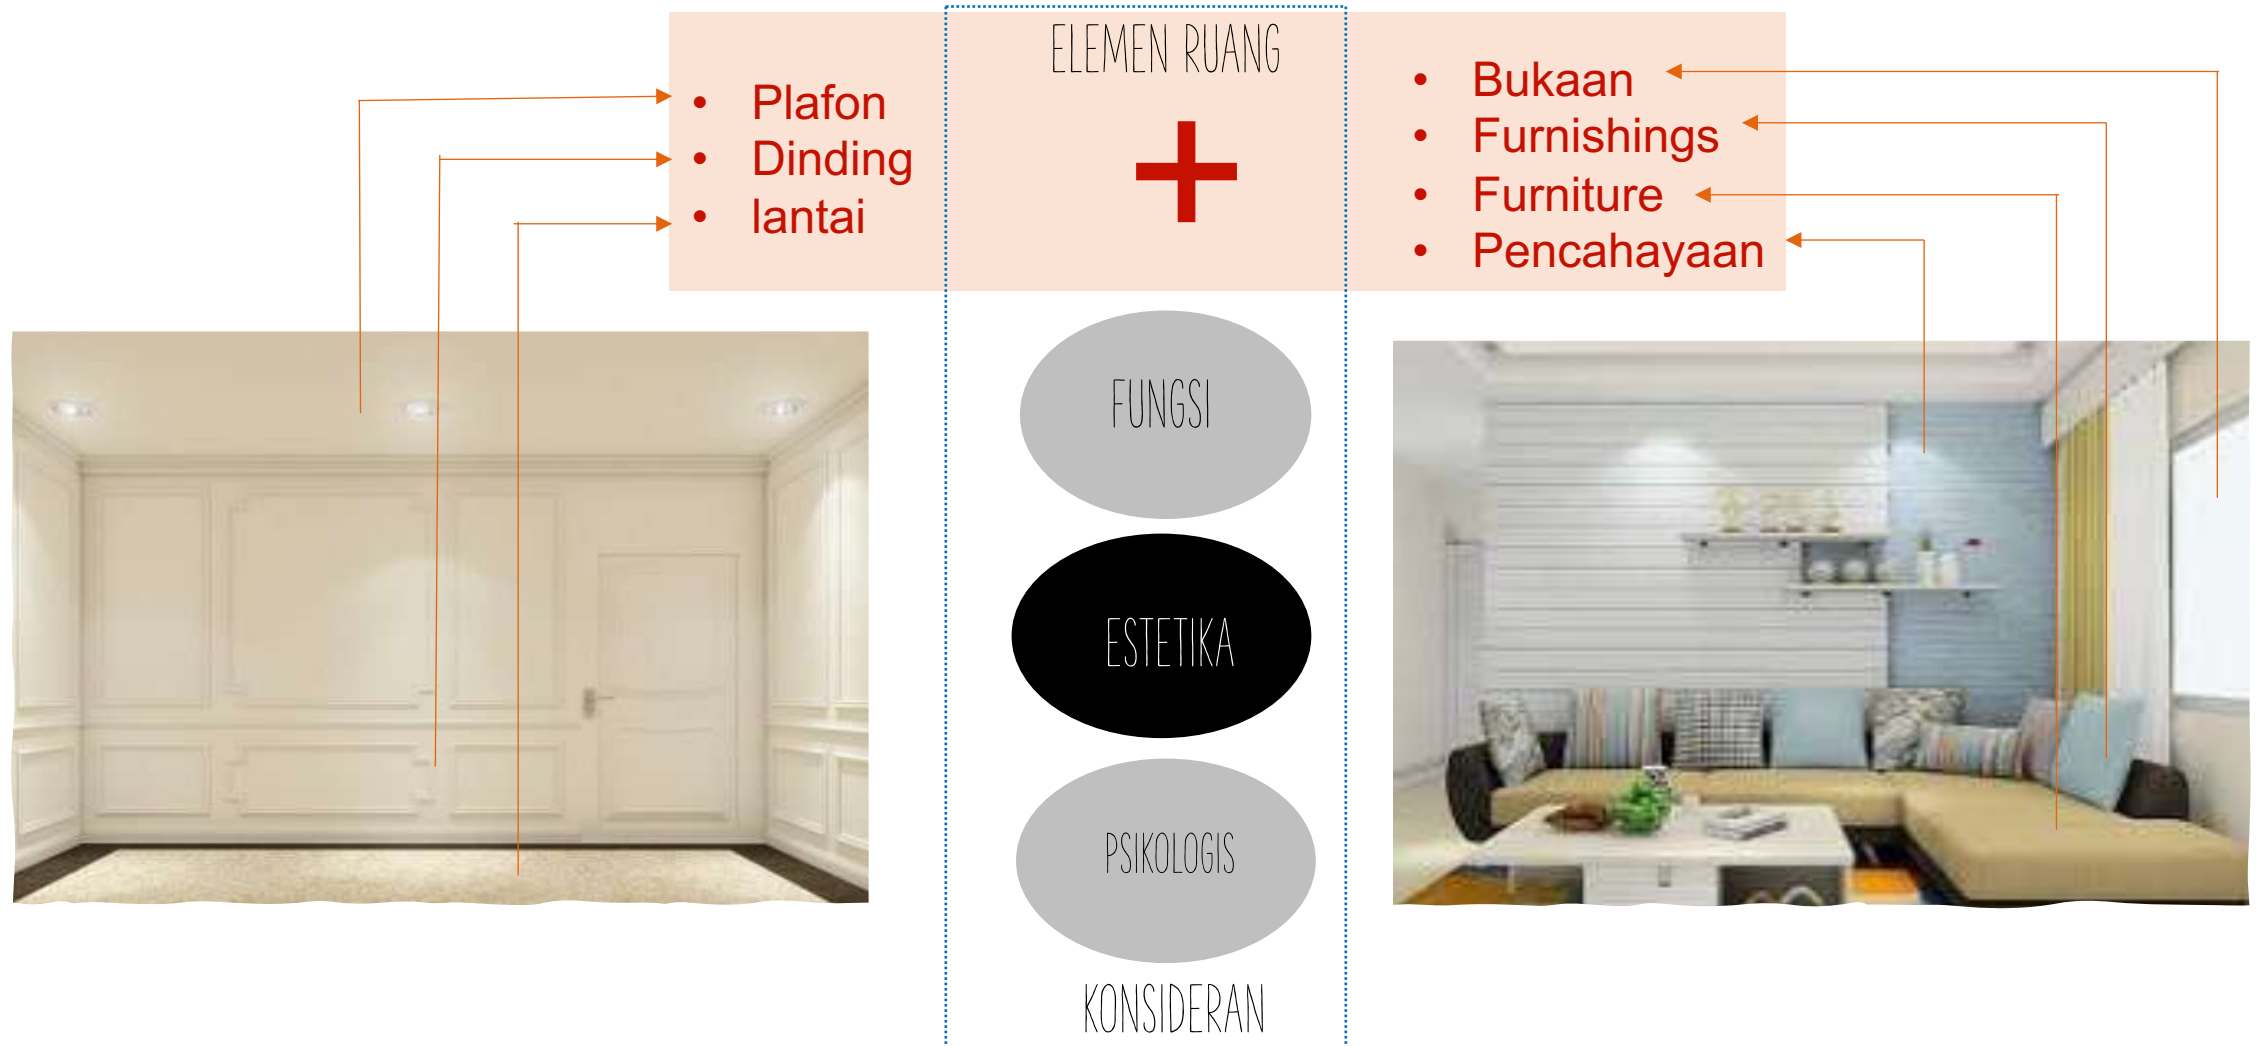 ELEMEN RUANG
• Plafon
• Dinding
• lantai
+
• Bukaan
• Furnishings
• Furniture
• Pencahayaan
FUNGSI
ESTETIKA
PSIKOLOGIS
KONSIDERAN